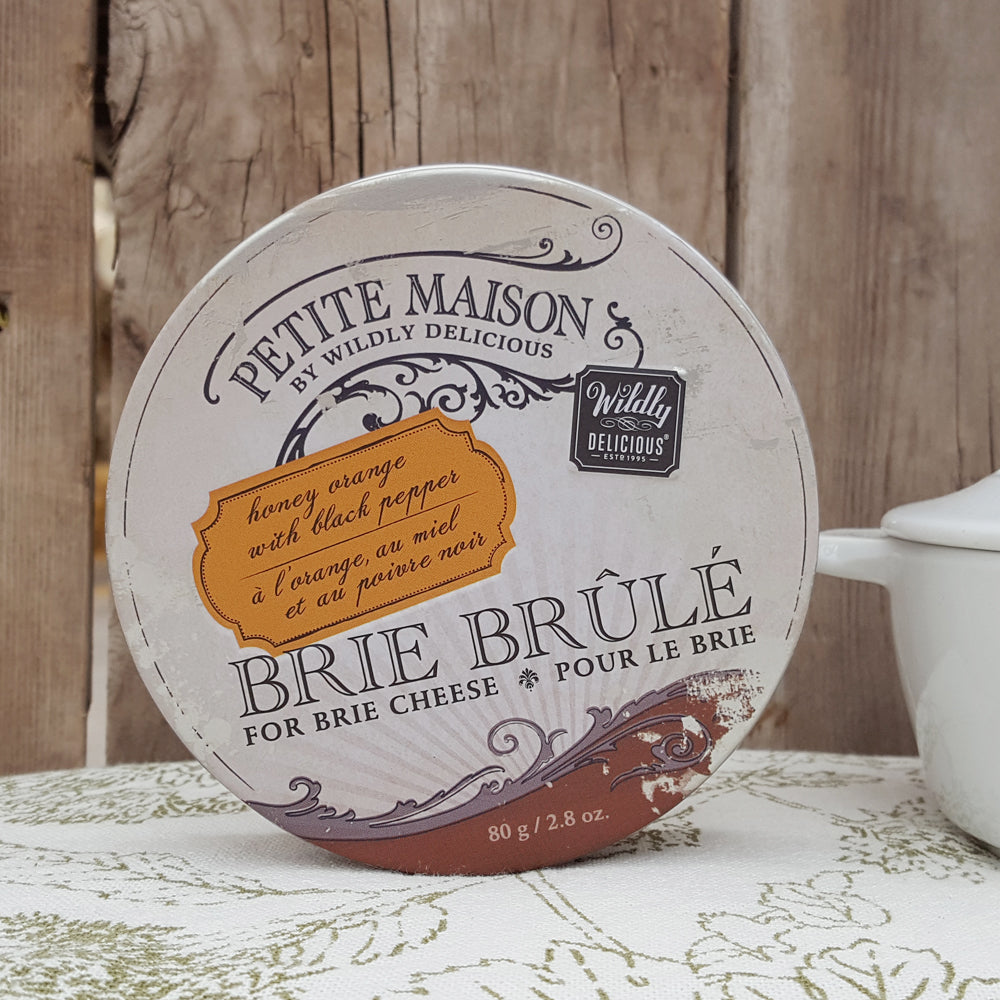 PETITE MAISON
BY WILDLY DELICIOUS
Wildly
DELICIOUS®
ESTD 1995
honey orange
with black pepper
à l'orange, au miel
et au poivre noir
BRIE BRÛLÉ
FOR BRIE CHEESE POUR LE BRIE
80 g / 2.8 oz.